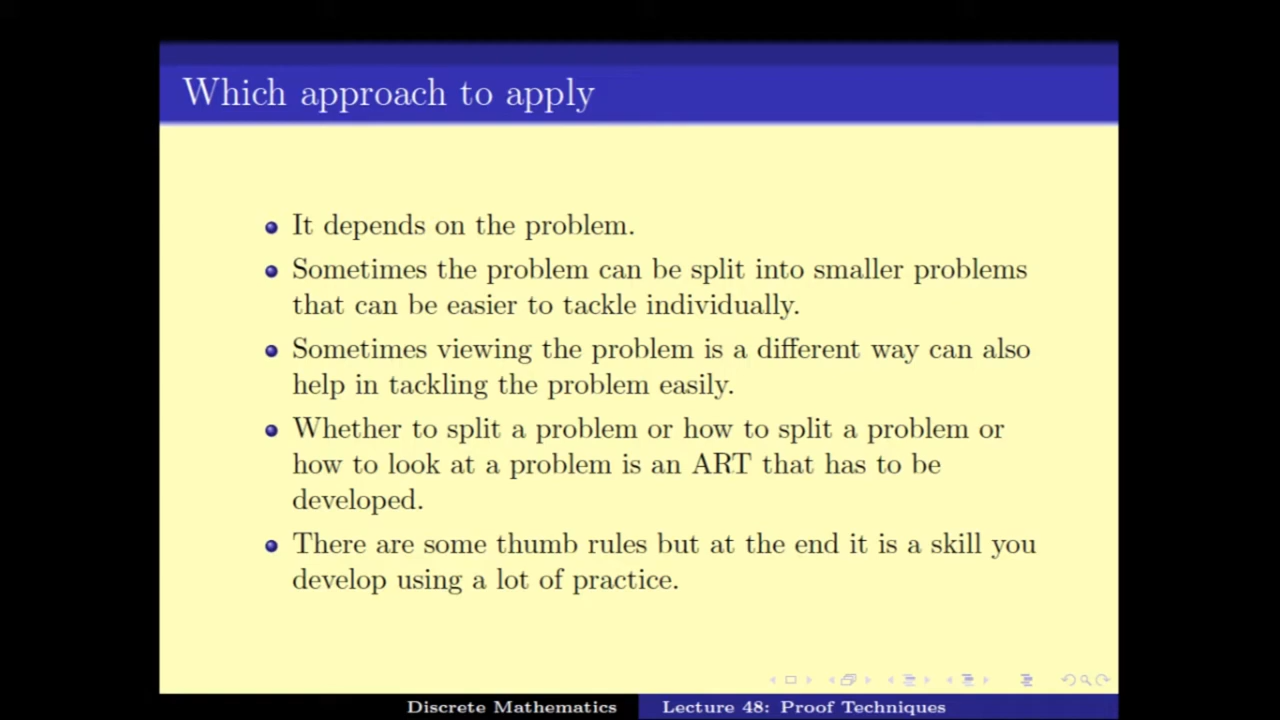 Which approach to apply
It depends on the problem.
Sometimes the problem can be split into smaller problems
that can be easier to tackle individually.
Sometimes viewing the problem is a different way can also
help in tackling the problem easily.
Whether to split a problem or how to split a problem or
how to look at a problem is an ART that has to be
developed.
There are some thumb rules but at the end it is a skill you
develop using a lot of practice.
Discrete Mathematics
Lecture 48: Proof Techniques